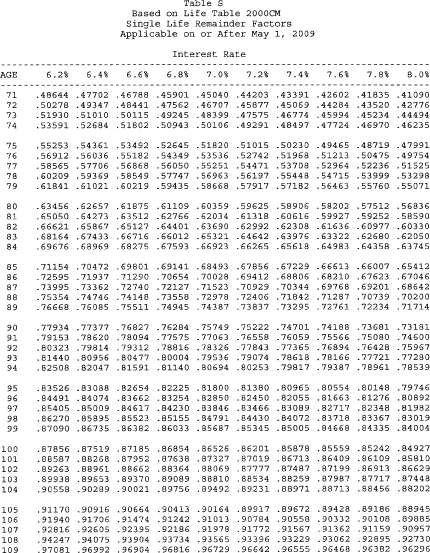 Table S
Based on Life Table 2000CM
Single Life Remainder Factors
Applicable on or After May 1, 2009
Interest Rate
AGE 6.2% 6.4% 6.6% 6.8% 7.0% 7.2% 7.4% 7.6% 7.8% 8.0%
71 .48644 .47702 .46788 .45901 .45040 .44203 .43391 .42602 .41835 .41090
72 .50278 .49347 .48441 .47562 .46707 .45877 .45069 .44284 .43520 .42776
73 .51930 .51010 .50115 .49245 .48399 .47575 .46774 .45994 .45234 .44494
74 .53591 .52684 .51802 .50943 .50106 .49291 .48497 .47724 .46970 .46235
75 .55253 .54361 .53492 .52645 .51820 .51015 .50230 .49465 .48719 .47991
76 .56912 .56036 .55182 .54349 .53536 .52742 .51968 .51213 .50475 .49754
77 .58565 .57706 .56868 .56050 .55251 .54471 .53708 .52964 .52236 .51525
78 .60209 .59369 .58549 .57747 .56963 .56197 .55448 .54715 .53999 .53298
79 .61841 .61021 .60219 .59435 .58668 .57917 .57182 .56463 .55760 .55071
80 .63456 .62657 .61875 .61109 .60359 .59625 .58906 .58202 .57512 .56836
81 .65050 .64273 .63512 .62766 .62034 .61318 .60616 .59927 .59252 .58590
82 .66621 .65867 .65127 .64401 .63690 .62992 .62308 .61636 .60977 .60330
83 .68164 .67433 .66716 .66012 .65321 .64642 .63976 .63322 .62680 .62050
84 .69676 .68969 .68275 .67593 .66923 .66265 .65618 .64983 .64358 .63745
85 .71154 .70472 .69801 .69141 .68493 .67856 .67229 .66613 .66007 .65412
86 .72595 .71937 .71290 .70654 .70028 .69412 .68806 .68210 .67623 .67046
87 .73995 .73362 .72740 .72127 .71523 .70929 .70344 .69768 .69201 .68642
88 .75354 .74746 .74148 .73558 .72978 .72406 .71842 .71287 .70739 .70200
89 .76668 .76085 .75511 .74945 .74387 .73837 .73295 .72761 .72234 .71714
90 .77934 .77377 .76827 .76284 .75749 .75222 .74701 .74188 .73681 .73181
91 .79153 .78620 .78094 .77575 .77063 .76558 .76059 .75566 .75080 .74600
92 .80323 .79814 .79312 .78816 .78326 .77843 .77365 .76894 .76428 .75967
93 .81440 .80956 .80477 .80004 .79536 .79074 .78618 .78166 .77721 .77280
94 .82508 .82047 .81591 .81140 .80694 .80253 .79817 .79387 .78961 .78539
95 .83526 .83088 .82654 .82225 .81800 .81380 .80965 .80554 .80148 .79746
96 .84491 .84074 .83662 .83254 .82850 .82450 .82055 .81663 .81276 .80892
97 .85405 .85009 .84617 .84230 .83846 .83466 .83089 .82717 .82348 .81982
98 .86270 .85895 .85523 .85155 .84791 .84430 .84072 .83718 .83367 .83019
99 .87090 .86735 .86382 .86033 .85687 .85345 .85005 .84668 .84335 .84004
100 .87856 .87519 .87185 .86854 .86526 .86201 .85878 .85559 .85242 .84927
101 .88587 .88268 .87952 .87638 .87327 .87019 .86713 .86409 .86109 .85810
102 .89263 .88961 .88662 .88364 .88069 .87777 .87487 .87199 .86913 .86629
103 .89938 .89653 .89370 .89089 .88810 .88534 .88259 .87987 .87717 .87448
104 .90558 .90289 .90021 .89756 .89492 .89231 .88971 .88713 .88456 .88202
105 .91170 .90916 .90664 .90413 .90164 .89917 .89672 .89428 .89186 .88945
106 .91940 .91706 .91474 .91242 .91013 .90784 .90558 .90332 .90108 .89885
107 .92816 .92605 .92395 .92186 .91978 .91772 .91567 .91362 .91159 .90957
108 .94247 .94075 .93904 .93734 .93565 .93396 .93229 .93062 .92895 .92730
109 .97081 .96992 .96904 .96816 .96729 .96642 .96555 .96468 .96382 .96296